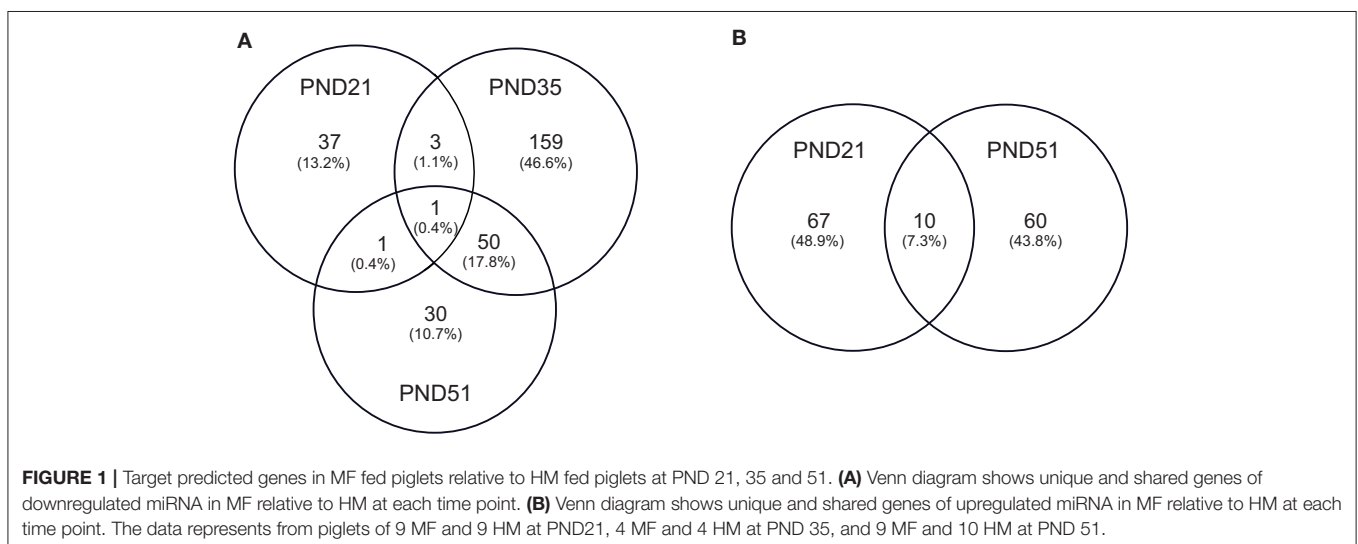 A
PND21
PND35
37
(13.2%)
3
(1.1%)
159
(46.6%)
1
(0.4%)
1
(0.4%)
50
(17.8%)
30
(10.7%)
PND51
B
PND21
PND51
67
(48.9%)
10
(7.3%)
60
(43.8%)
FIGURE 1 | Target predicted genes in MF fed piglets relative to HM fed piglets at PND 21, 35 and 51. (A) Venn diagram shows unique and shared genes of
downregulated miRNA in MF relative to HM at each time point. (B) Venn diagram shows unique and shared genes of upregulated miRNA in MF relative to HM at each
time point. The data represents from piglets of 9 MF and 9 HM at PND21, 4 MF and 4 HM at PND 35, and 9 MF and 10 HM at PND 51.